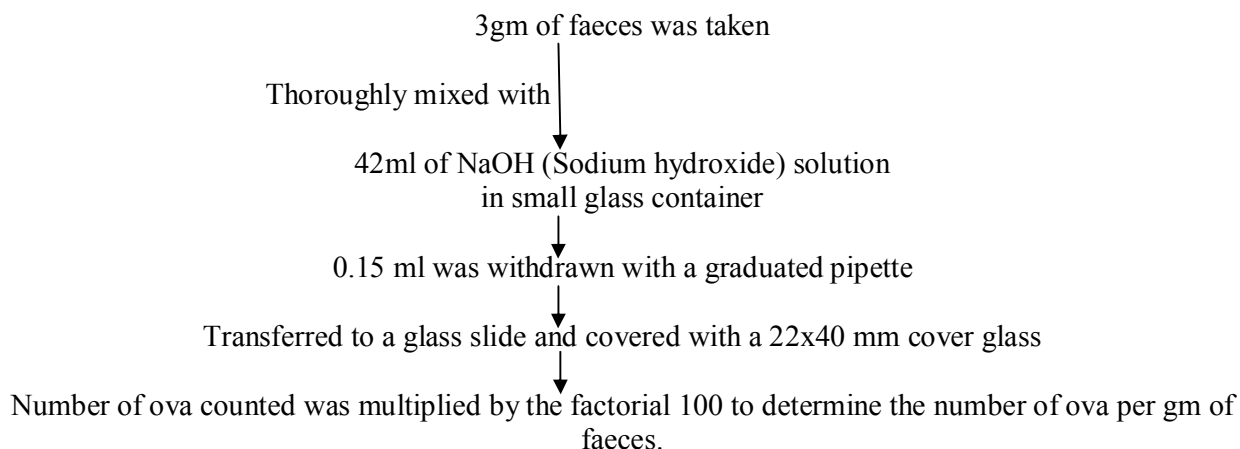 3gm of faeces was taken
Thoroughly mixed with
42ml of NaOH (Sodium hydroxide) solution
in small glass container
0.15 ml was withdrawn with a graduated pipette
Transferred to a glass slide and covered with a 22x40 mm cover glass
Number of ova counted was multiplied by the factorial 100 to determine the number of ova per gm of
faeces.